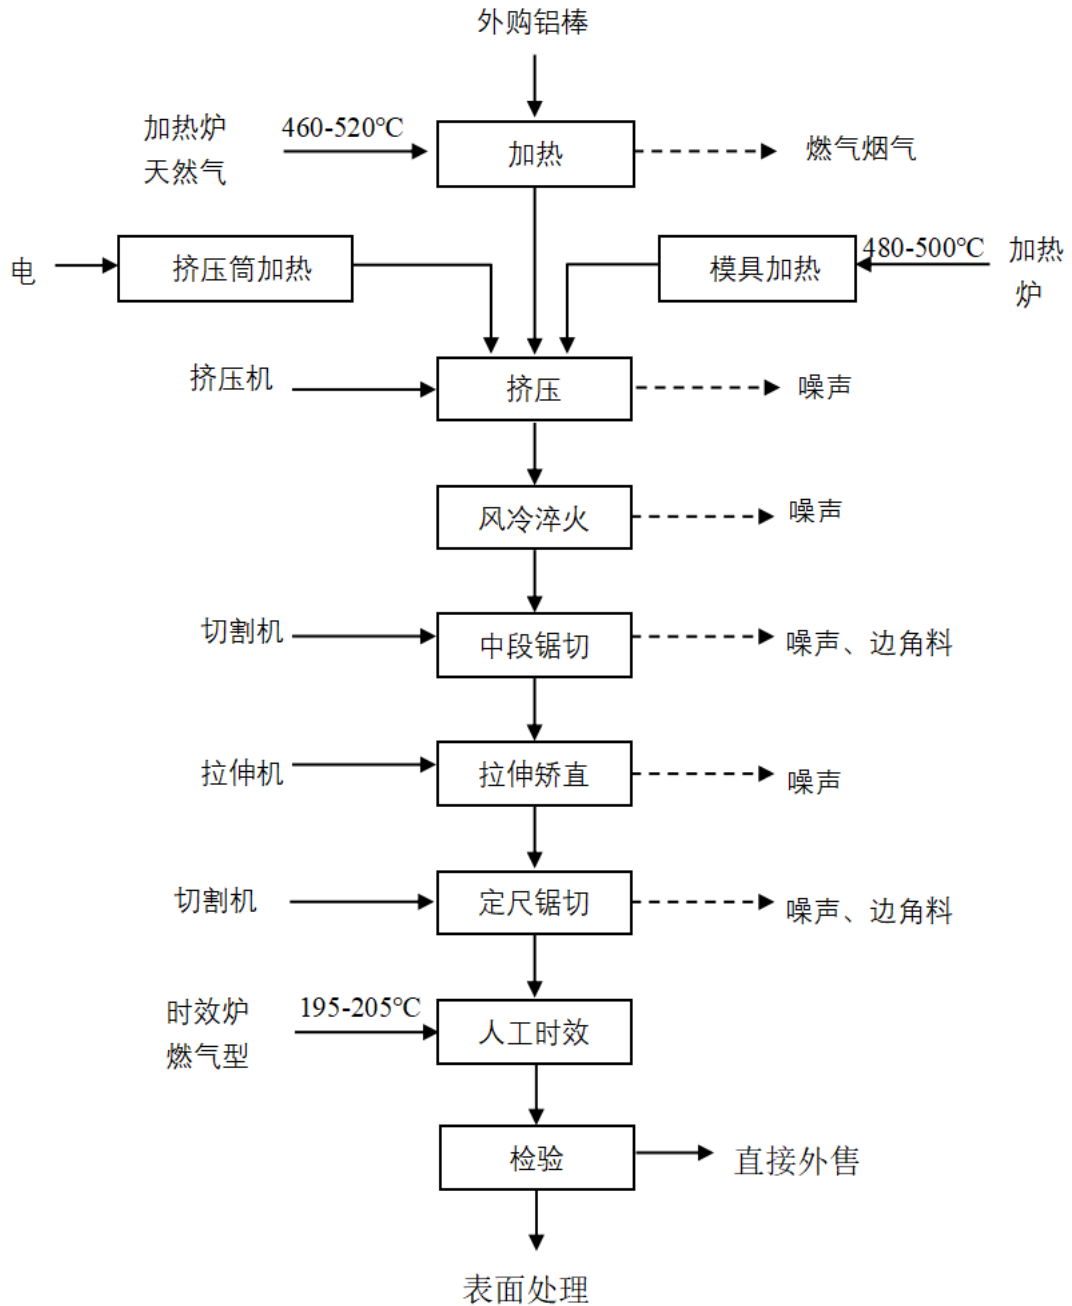 外购铝棒
加热炉
天然气
460-520℃
加热
燃气烟气
电
挤压筒加热
模具加热
480-500℃
加热
炉
挤压机
挤压
噪声
风冷淬火
噪声
切割机
中段锯切
噪声、边角料
拉伸机
拉伸矫直
噪声
切割机
定尺锯切
噪声、边角料
时效炉
燃气型
195-205℃
人工时效
检验
直接外售
表面处理